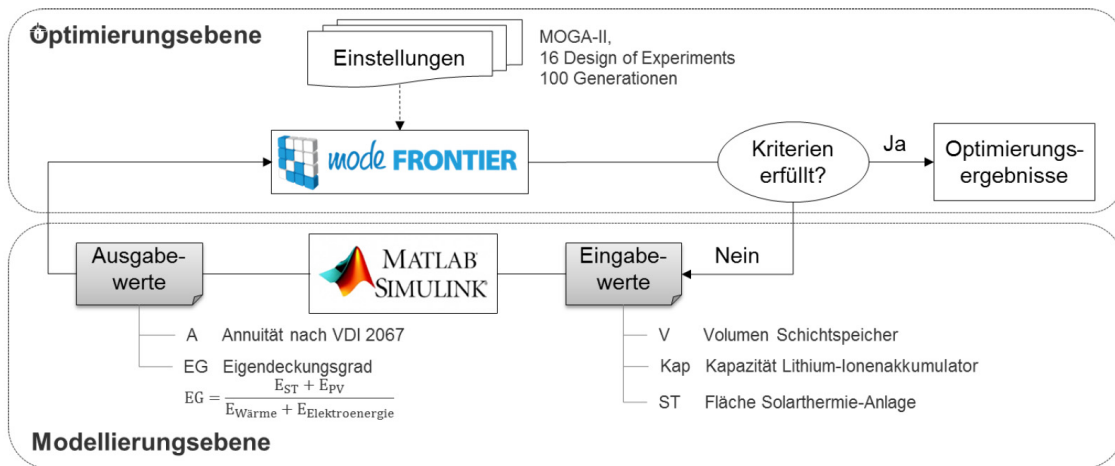 Optimierungsebene
Einstellungen
MOGA-II,
16 Design of Experiments
100 Generationen
mode FRONTIER
Kriterien
erfüllt?
Ja
Optimierungs-
ergebnisse
Ausgabe-
werte
MATLAB
SIMULINK®
Eingabe-
werte
Nein
A Annuität nach VDI 2067
EG Eigendeckungsgrad
EG = (E_ST + E_PV) / (E_Wärme + E_Elektroenergie)
V Volumen Schichtspeicher
Kap Kapazität Lithium-Ionenakkumulator
ST Fläche Solarthermie-Anlage
Modellierungsebene